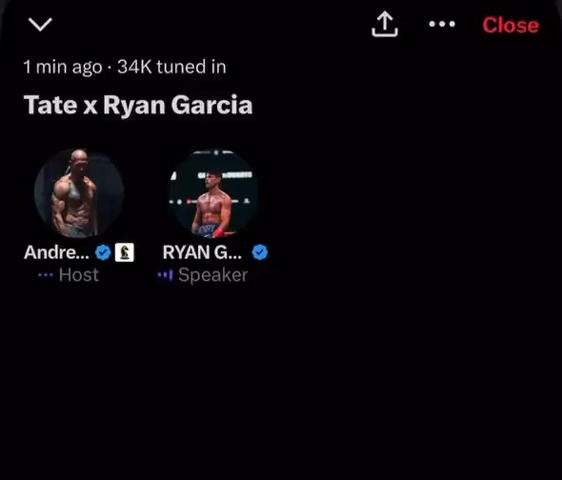 Close
1 min ago · 34K tuned in
Tate x Ryan Garcia
Andre... RYAN G...
Host Speaker